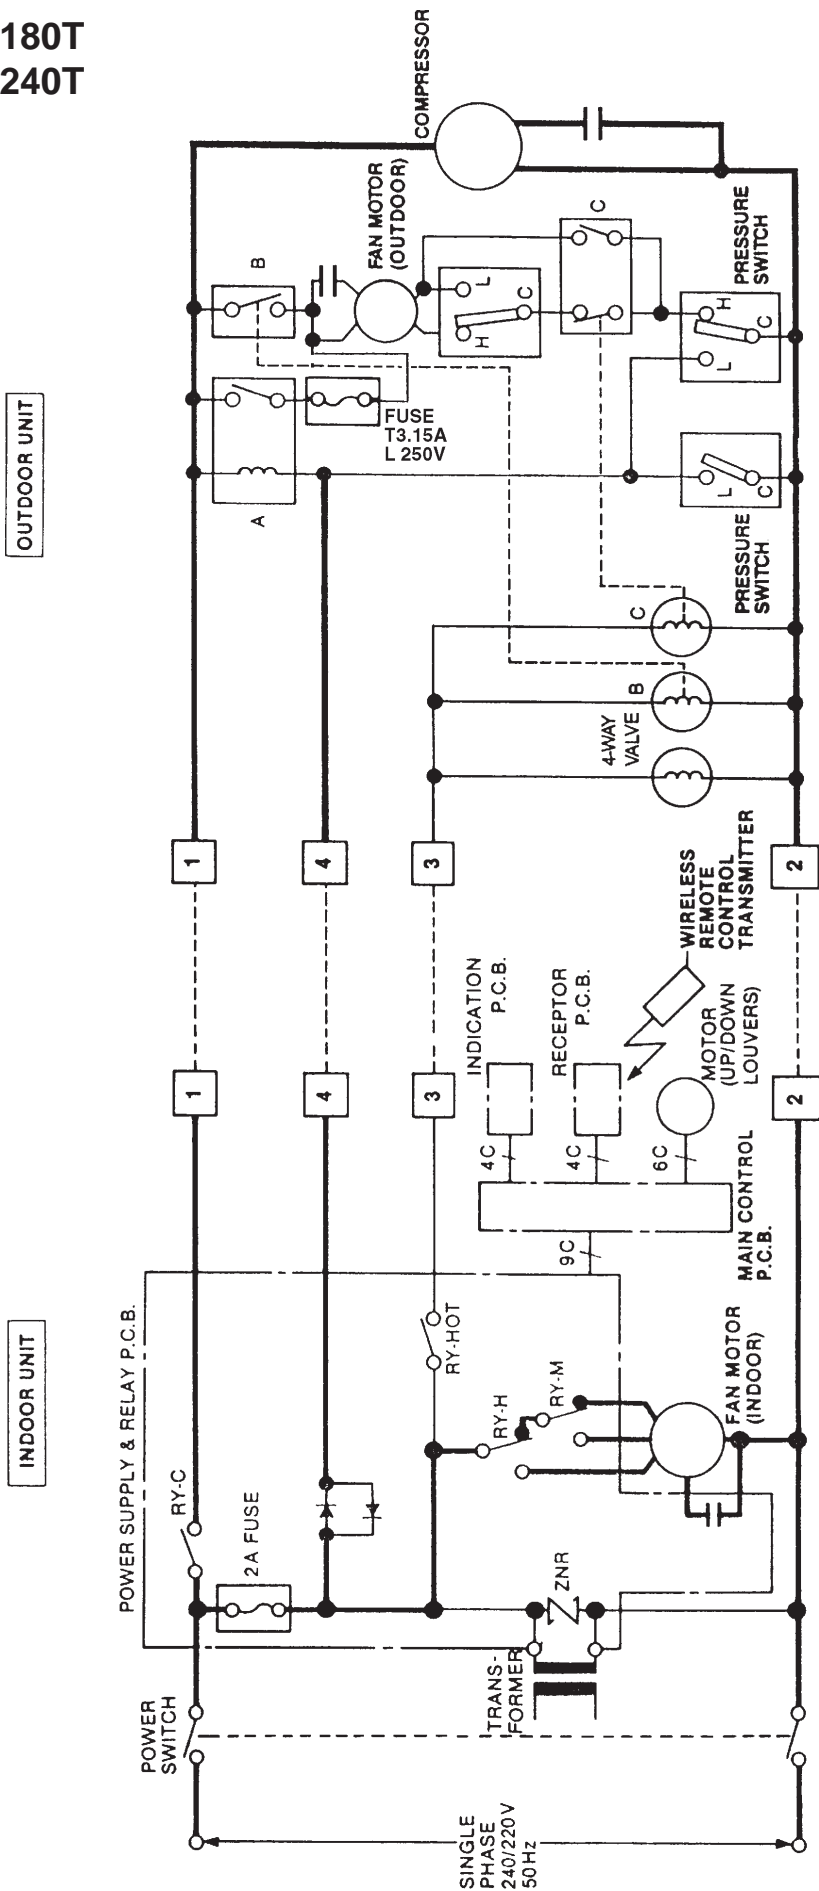 180T
240T
OUTDOOR UNIT
INDOOR UNIT
COMPRESSOR
FAN MOTOR
(OUTDOOR)
B
A
FUSE
T3.15A
L 250V
H
L
C
C
PRESSURE
SWITCH
H
L
C
PRESSURE
SWITCH
L
C
C
B
4-WAY
VALVE
1
4
3
2
1
4
3
2
WIRELESS
REMOTE
CONTROL
TRANSMITTER
INDICATION
P.C.B.
RECEPTOR
P.C.B.
MOTOR
(UP/DOWN
LOUVERS)
4C
4C
6C
9C
MAIN CONTROL
P.C.B.
POWER SUPPLY & RELAY P.C.B.
RY-HOT
RY-H
RY-M
FAN MOTOR
(INDOOR)
RY-C
2A FUSE
ZNR
TRANS-
FORMER
POWER
SWITCH
SINGLE
PHASE
240/220V
50Hz